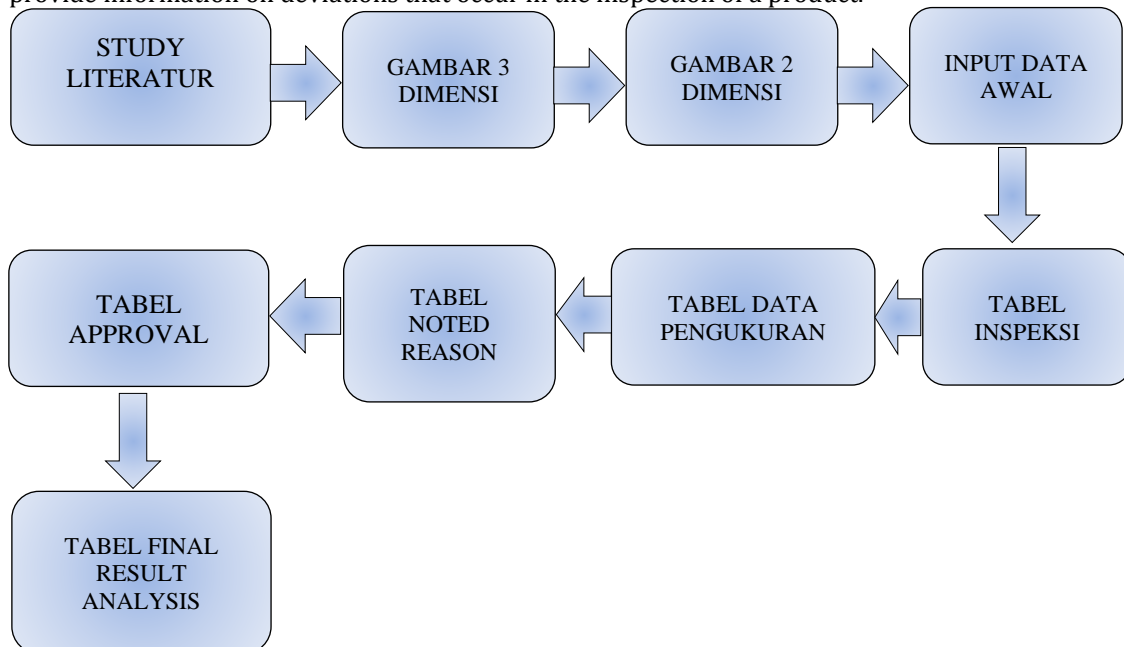 provide information on deviations that occur in the inspection of a product.
STUDY
LITERATUR
GAMBAR 3
DIMENSI
GAMBAR 2
DIMENSI
INPUT DATA
AWAL
TABEL
INSPEKSI
TABEL DATA
PENGUKURAN
TABEL
NOTED
REASON
TABEL
APPROVAL
TABEL FINAL
RESULT
ANALYSIS